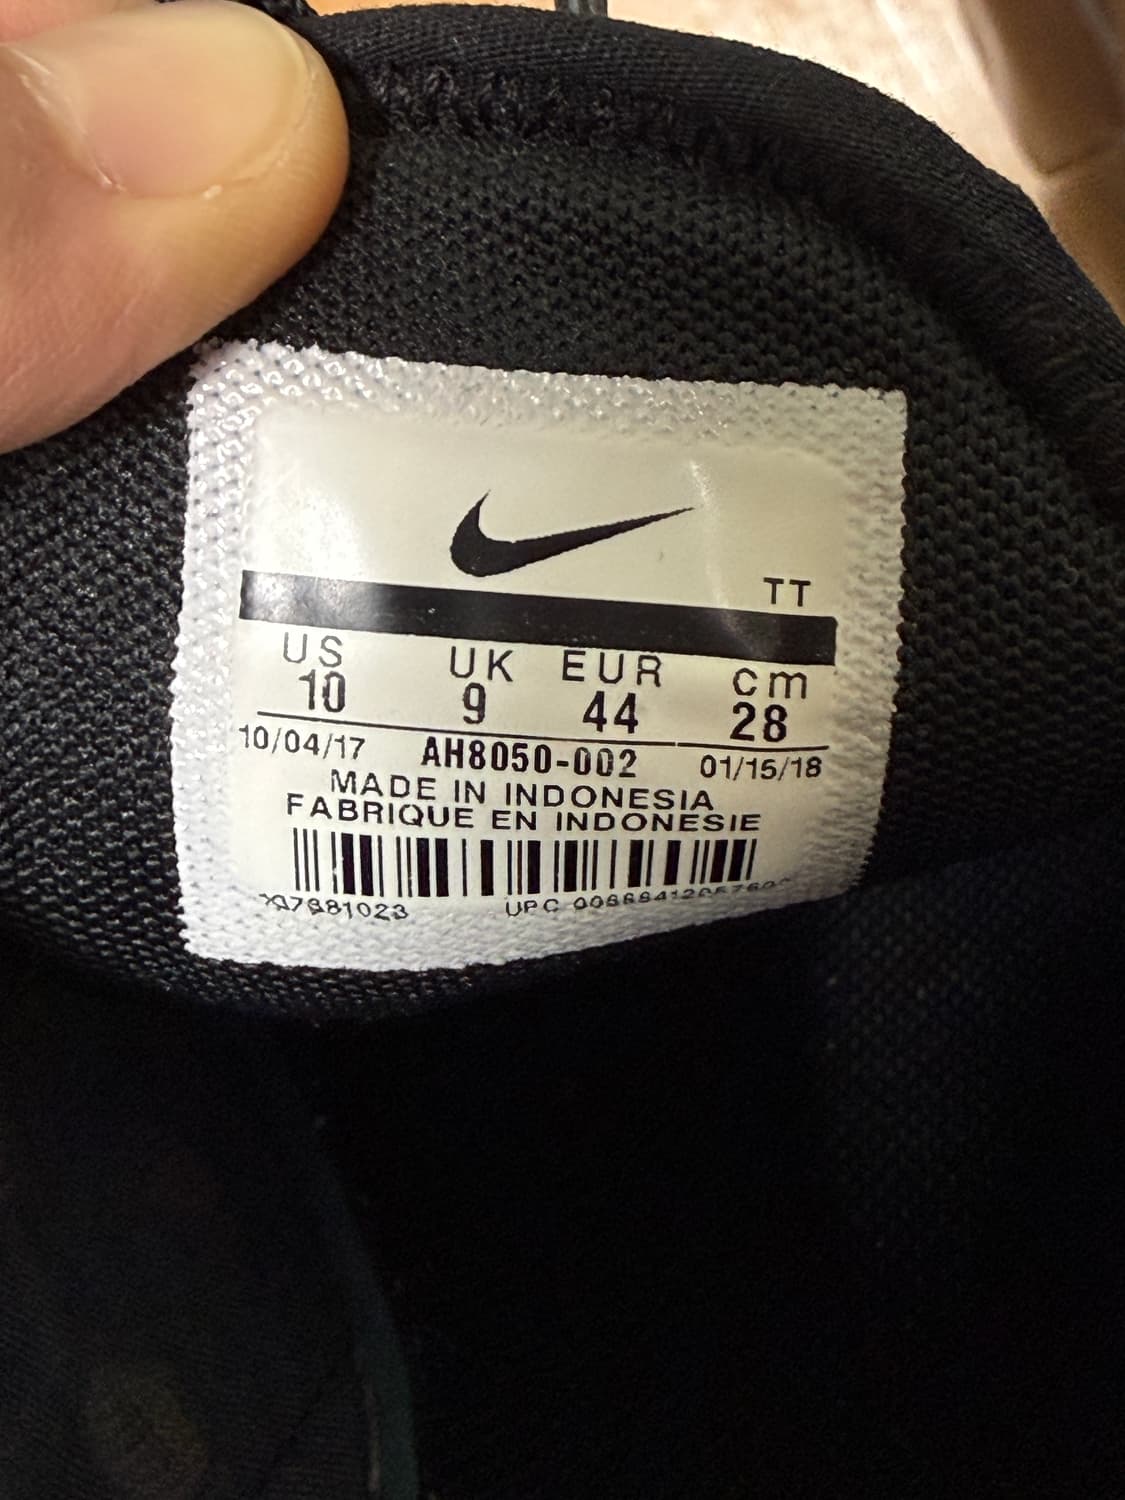 TT
US UK EUR cm
10 9 44 28
10/04/17 AH8050-002 01/15/18
MADE IN INDONESIA
FABRIQUE EN INDONESIE
UPC